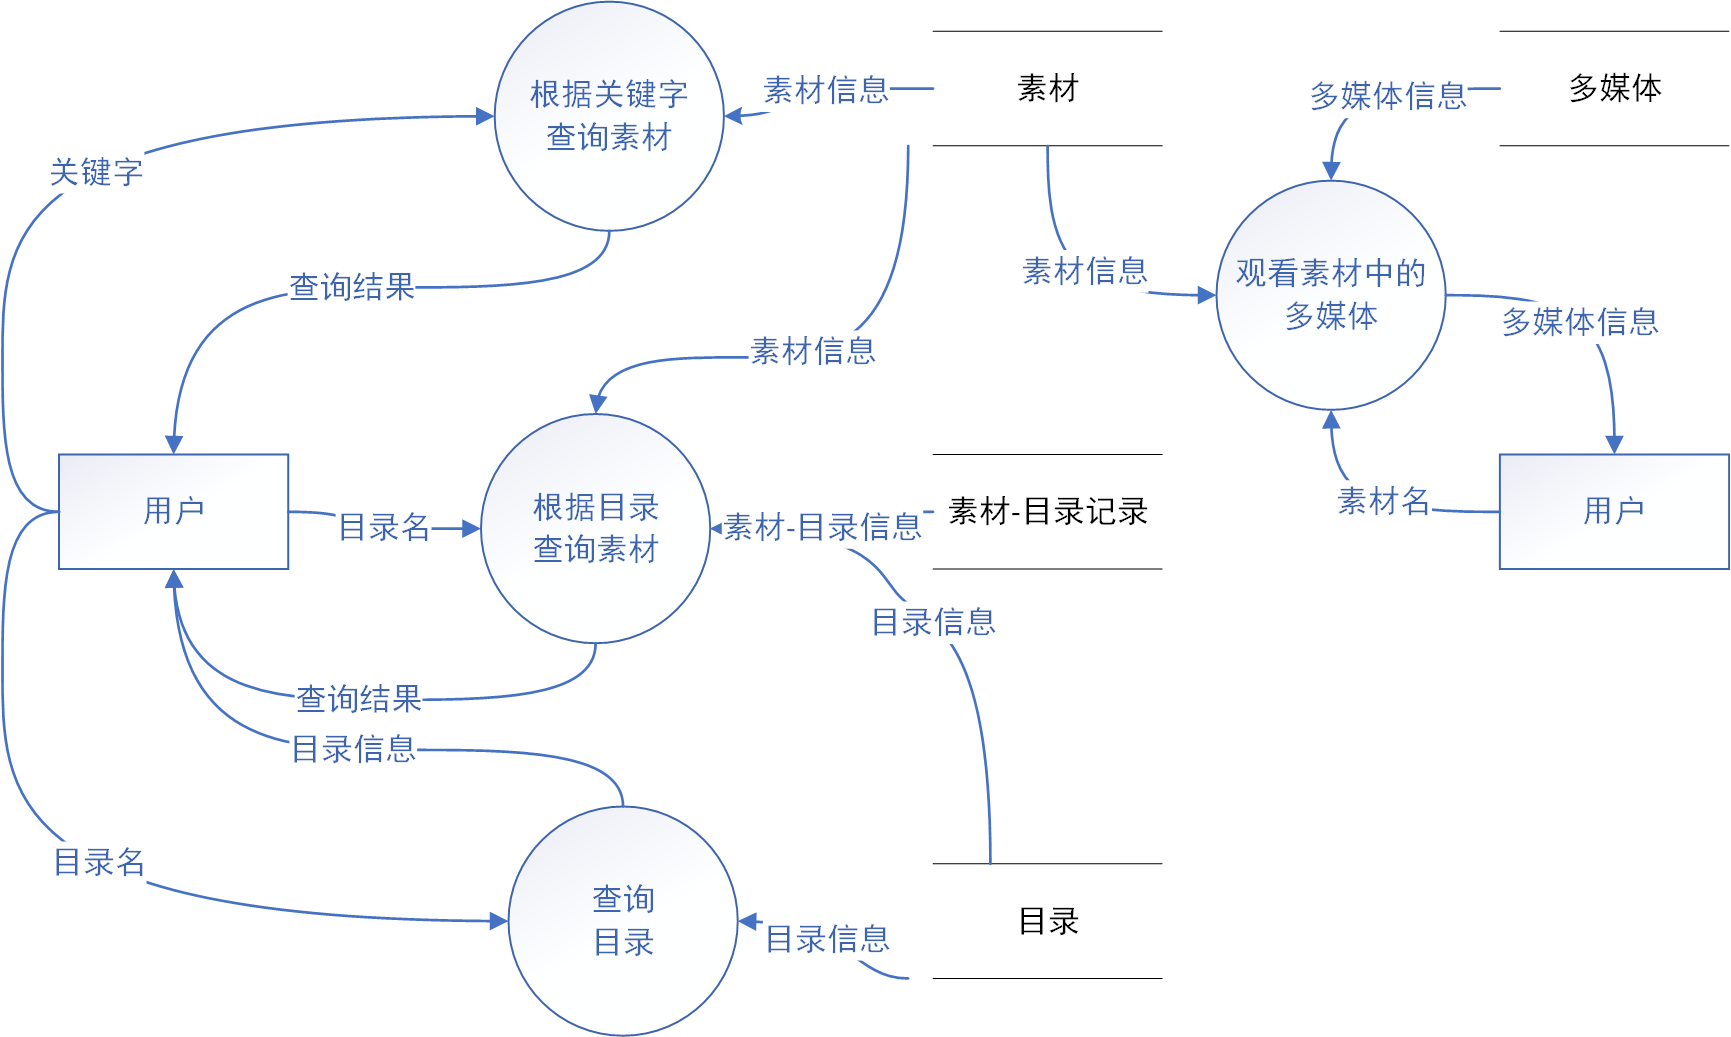 根据关键字
查询素材
素材信息
素材
多媒体信息
多媒体
关键字
查询结果
素材信息
观看素材中的
多媒体
多媒体信息
素材信息
用户
目录名
根据目录
查询素材
素材-目录信息
素材-目录记录
素材名
用户
目录信息
查询结果
目录信息
目录名
查询
目录
目录信息
目录